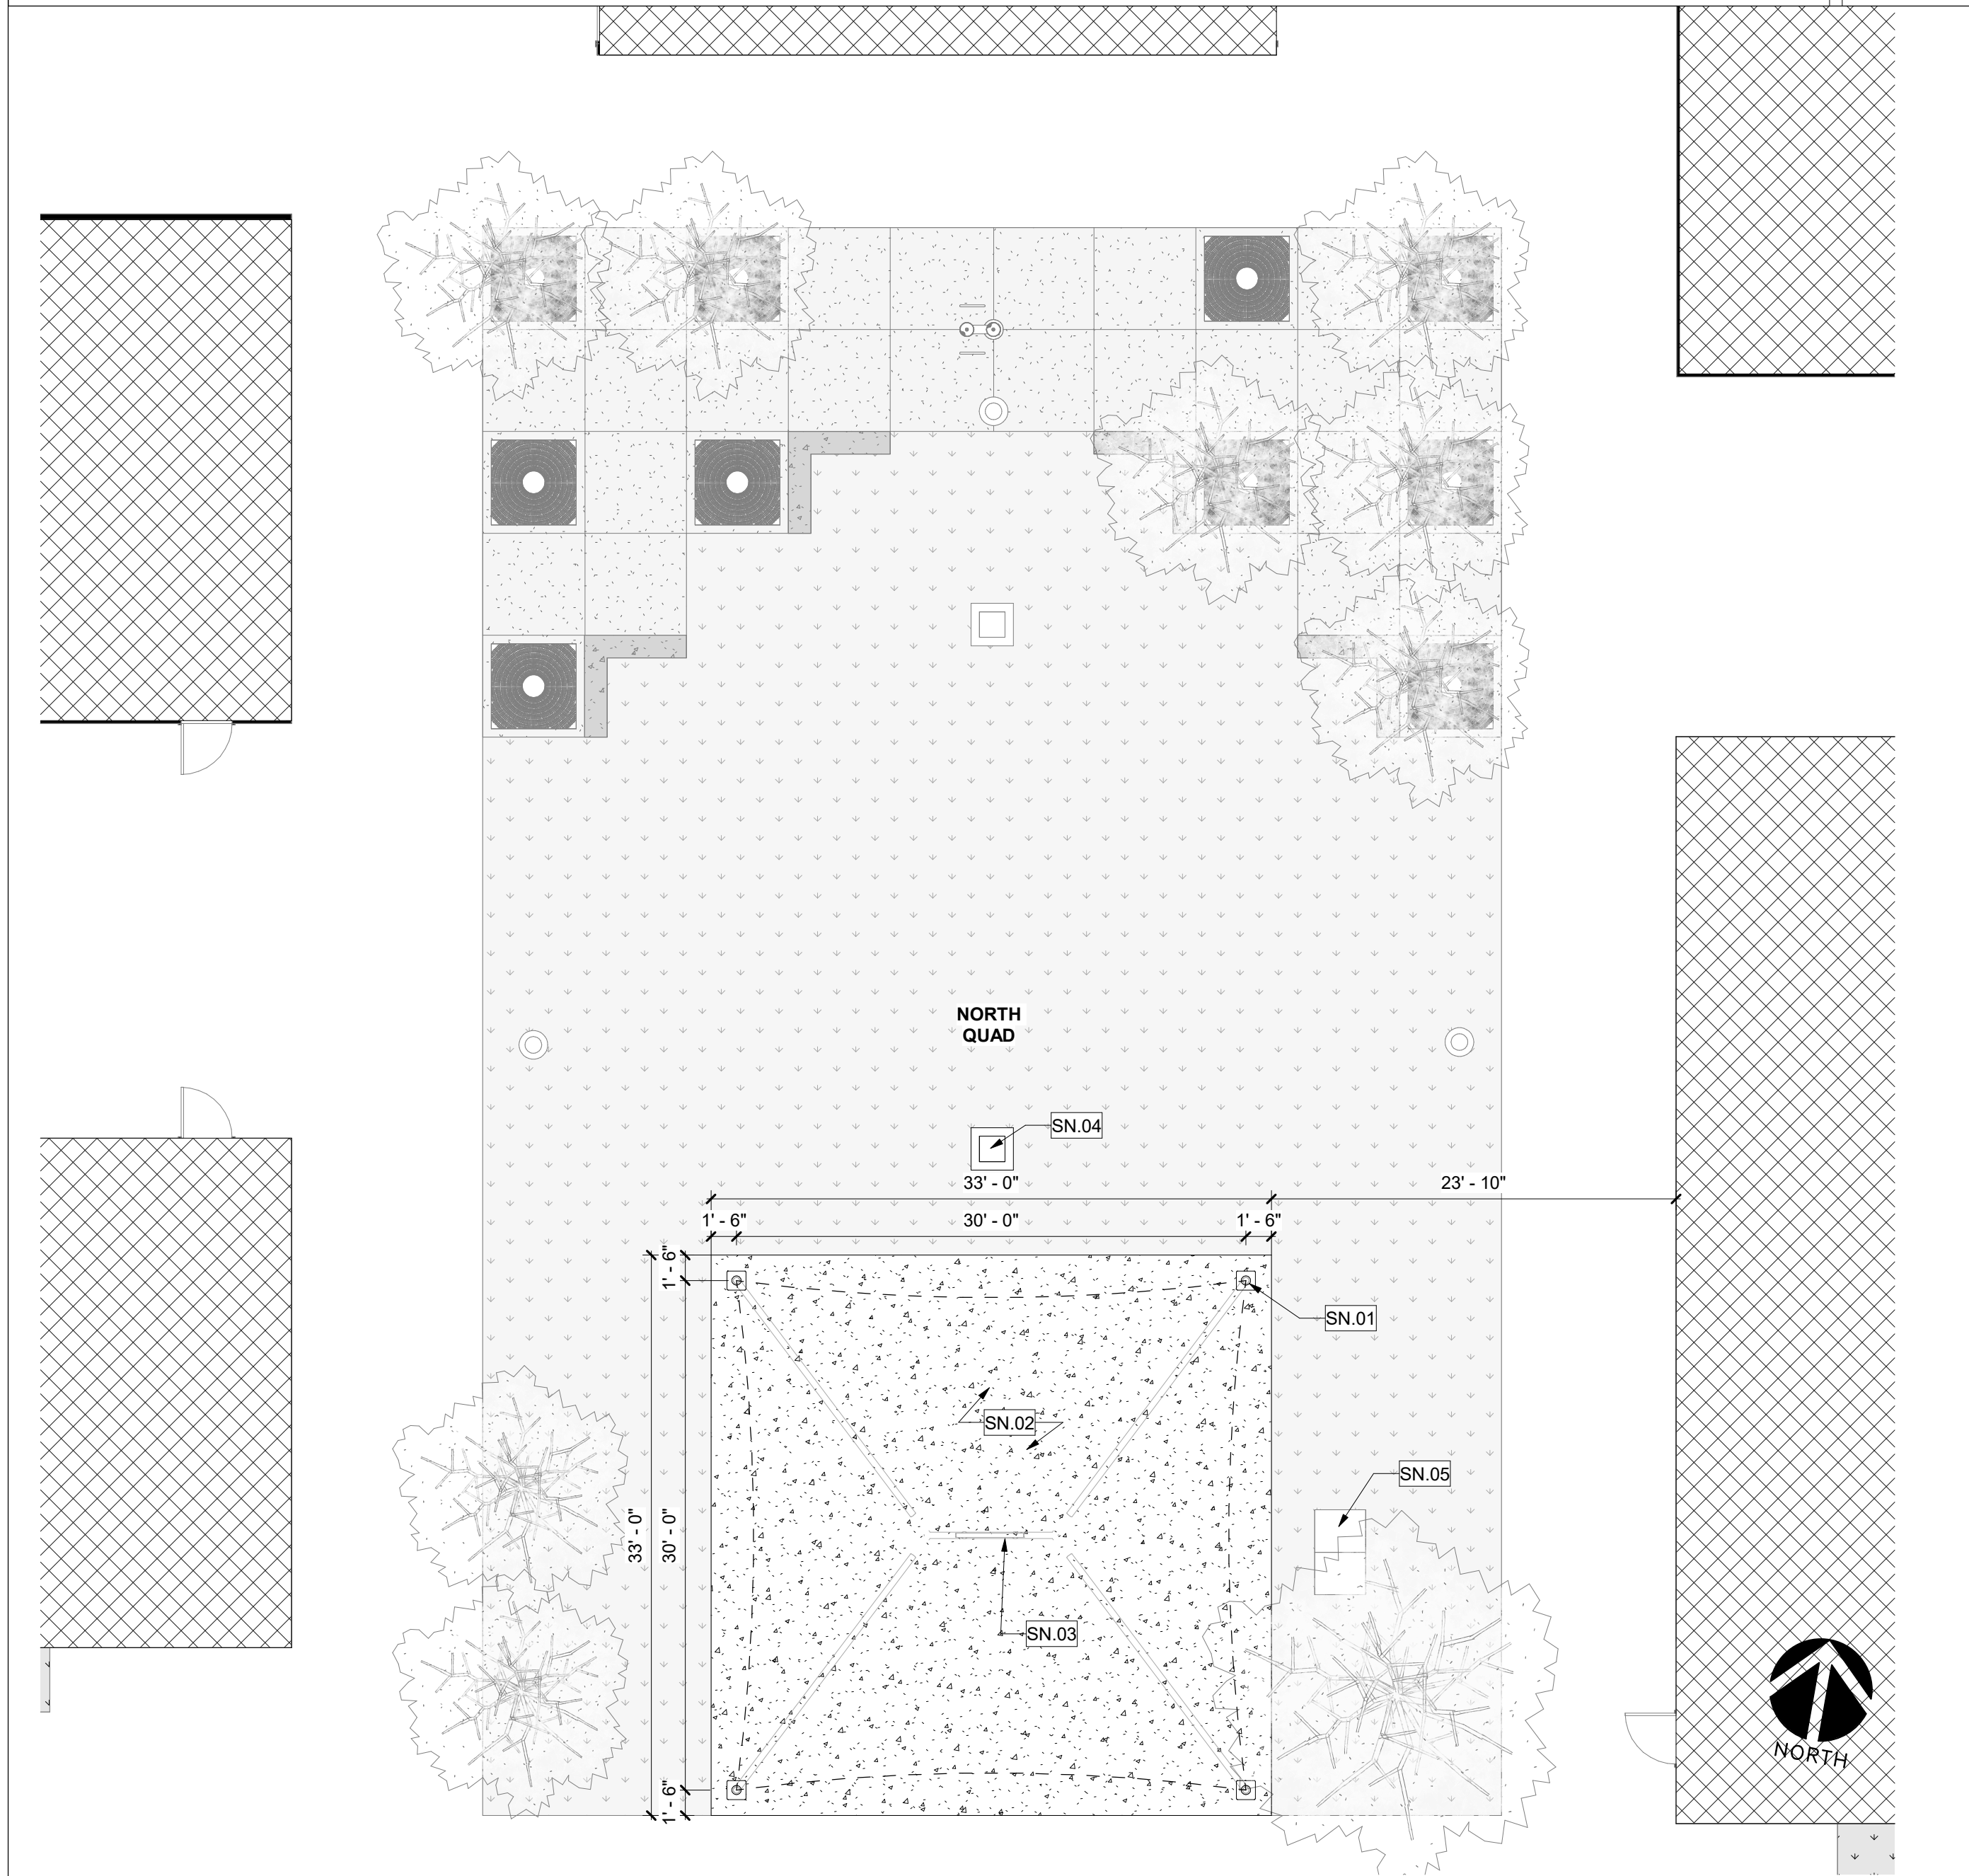 NORTH
QUAD
SN.04
33' - 0"
23' - 10"
1' - 6"
30' - 0"
1' - 6"
1' - 6"
SN.01
SN.02
SN.05
33' - 0"
30' - 0"
SN.03
NORTH
1' - 6"